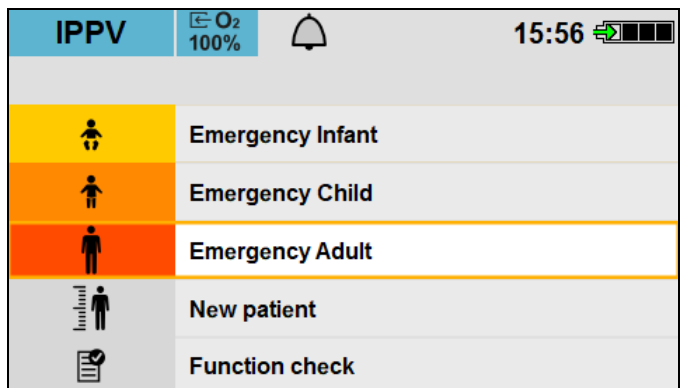 IPPV
O2
100%
15:56
Emergency Infant
Emergency Child
Emergency Adult
New patient
Function check